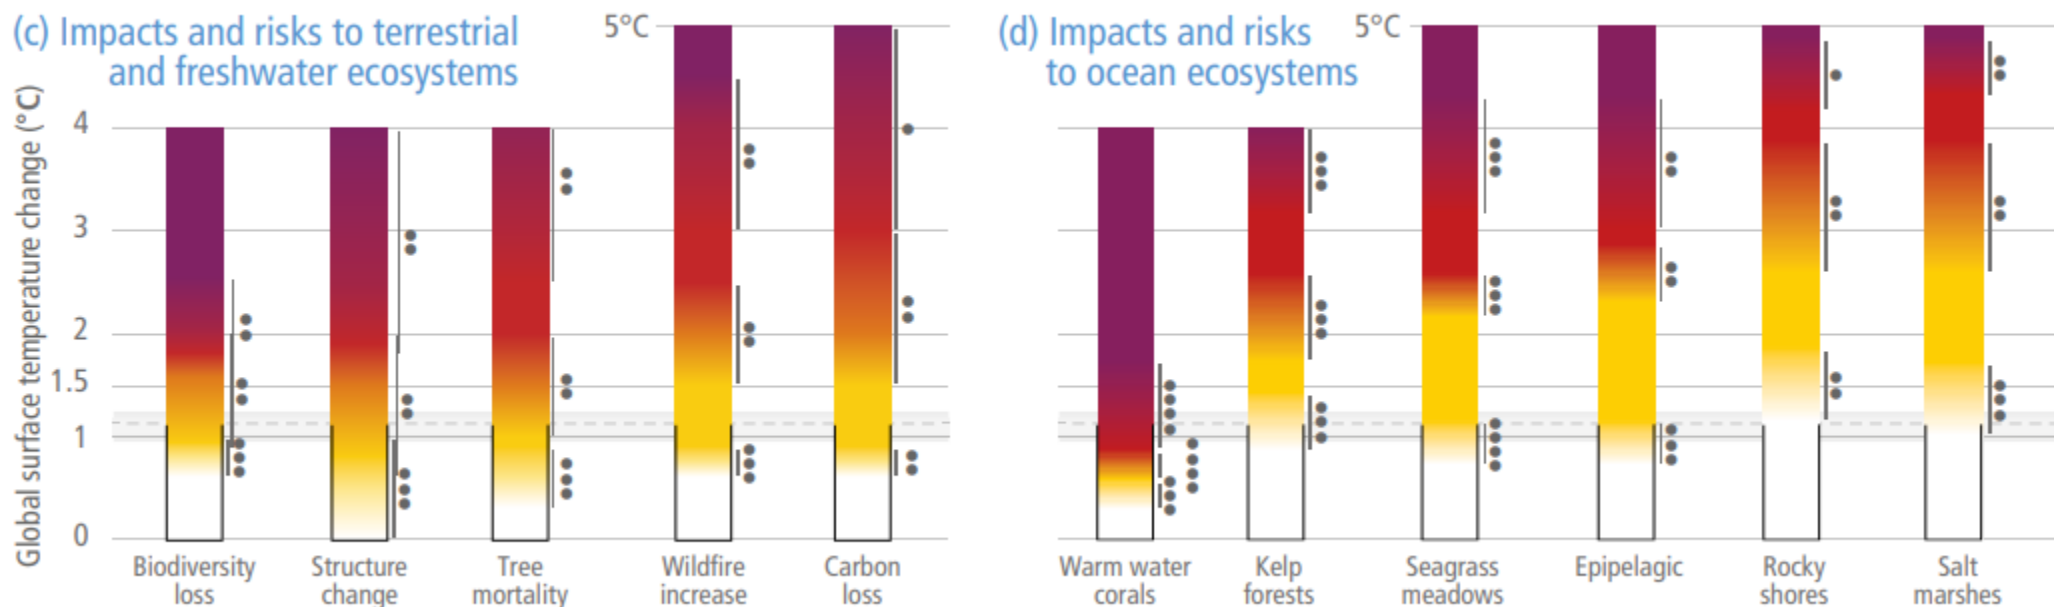 (c) Impacts and risks to terrestrial
and freshwater ecosystems
5°C
Global surface temperature change (°C)
4
3
2
1.5
1
0
Biodiversity
loss
Structure
change
Tree
mortality
Wildfire
increase
Carbon
loss
(d) Impacts and risks
to ocean ecosystems
5°C
Warm water
corals
Kelp
forests
Seagrass
meadows
Epipelagic
Rocky
shores
Salt
marshes